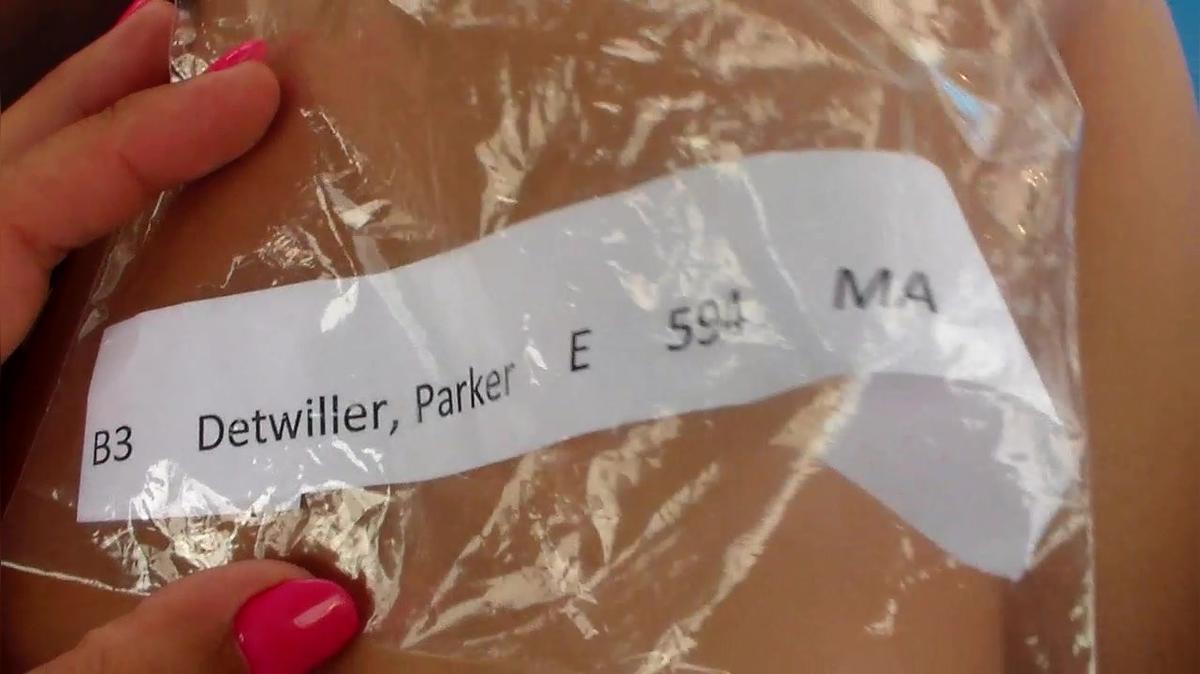 B3 Detwiller, Parker E 594 MA